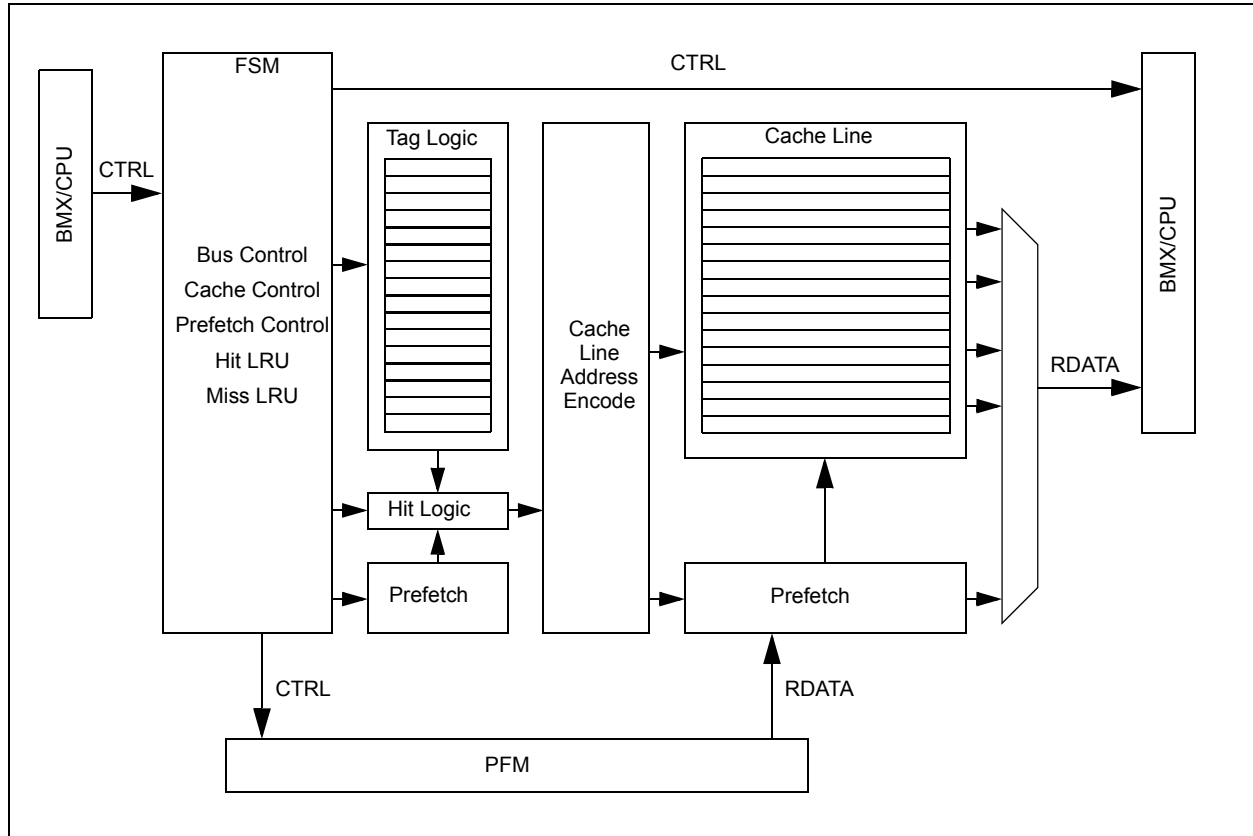 FSM
CTRL
BMX/CPU
CTRL
Bus Control
Cache Control
Prefetch Control
Hit LRU
Miss LRU
Tag Logic
Hit Logic
Prefetch
Cache
Line
Address
Encode
Cache Line
Prefetch
RDATA
BMX/CPU
CTRL
RDATA
PFM